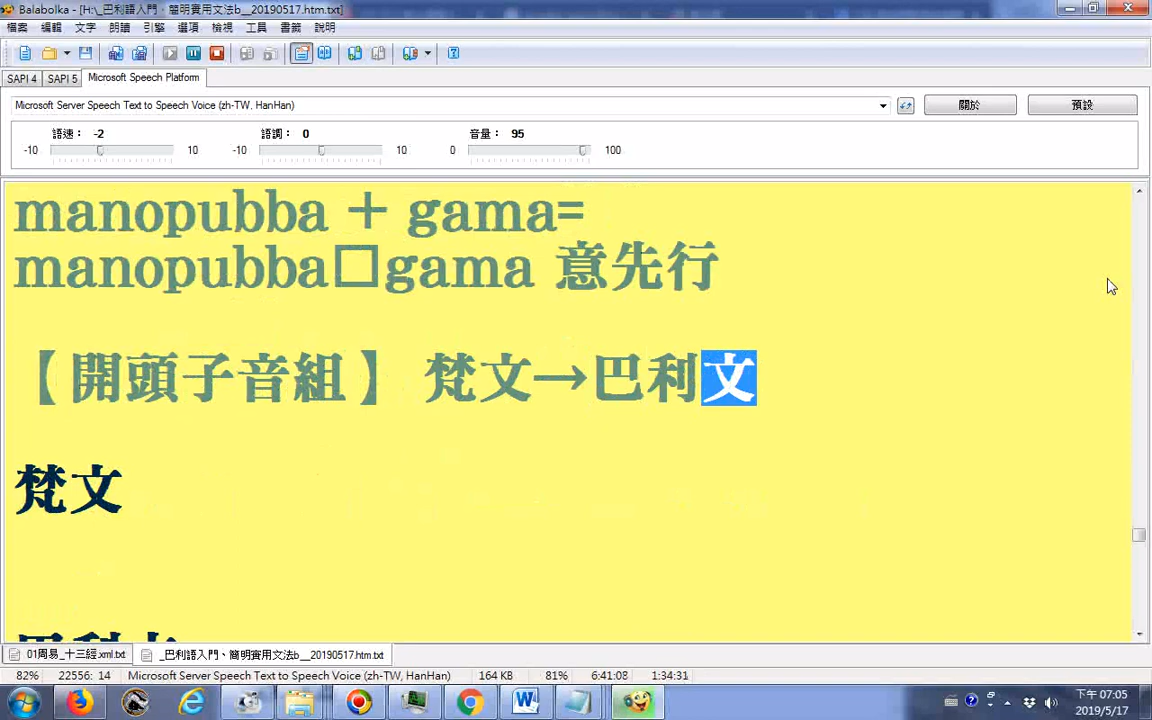 Balabolka - [H:\_巴利語入門、簡明實用文法b__20190517.htm.txt]
檔案 編輯 文字 朗讀 引擎 選項 檢視 工具 書籤 說明
SAPI 4 SAPI 5 Microsoft Speech Platform
Microsoft Server Speech Text to Speech Voice (zh-TW, HanHan) 關於 預設
語速： -2 語調： 0 音量： 95
-10 10 -10 10 0 100
manopubba ＋ gama=
manopubba□gama 意先行
【開頭子音組】 梵文→巴利文
梵文
01周易_十三經.xml.txt _巴利語入門、簡明實用文法b__20190517.htm.txt
82% 22556: 14 Microsoft Server Speech Text to Speech Voice (zh-TW, HanHan) 164 KB 81% 6:41:08 1:34:31
下午 07:05
2019/5/17